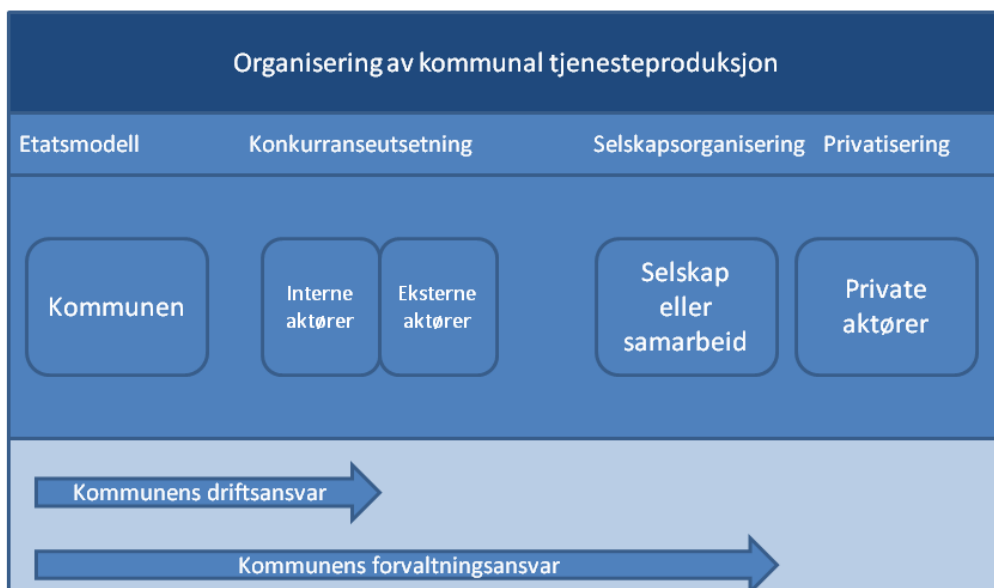 Organisering av kommunal tjenesteproduksjon
Etatsmodell
Konkurranseutsetning
Selskapsorganisering
Privatisering
Kommunen
Interne
aktører
Eksterne
aktører
Selskap
eller
samarbeid
Private
aktører
Kommunens driftsansvar
Kommunens forvaltningsansvar